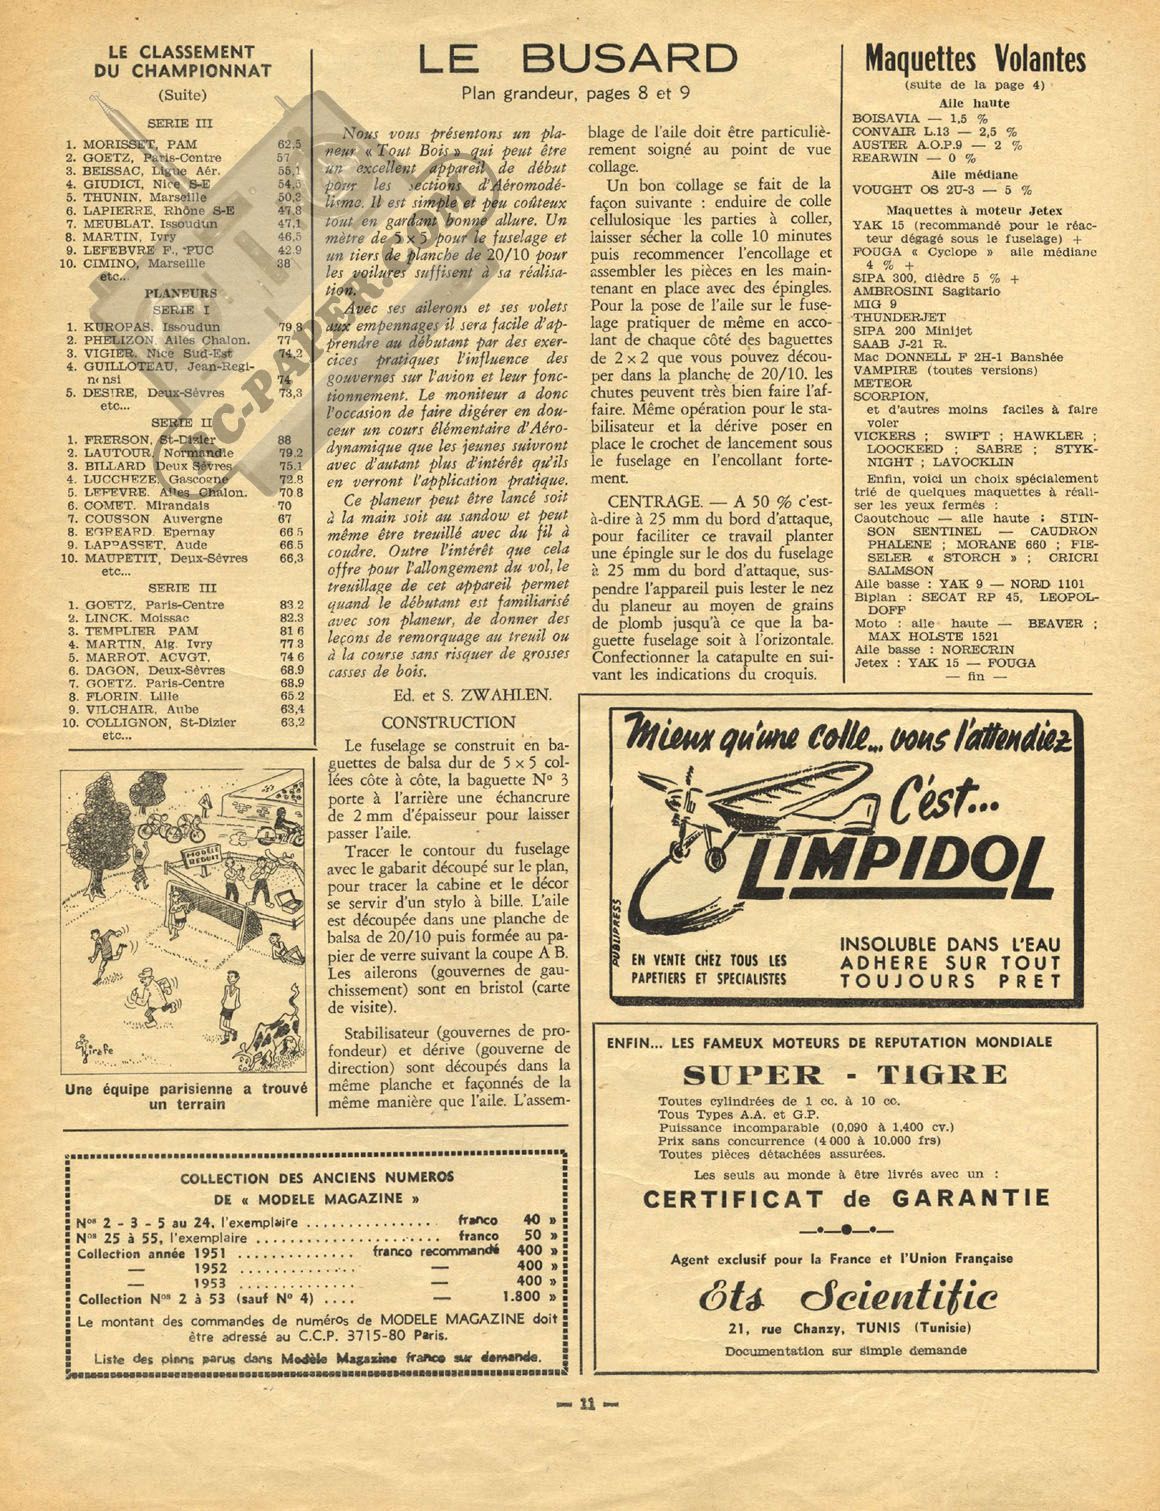 LE CLASSEMENT
DU CHAMPIONNAT
(Suite)
SERIE III
1. MORISSET, PAM 62,5
2. GOETZ, Paris-Centre 57
3. BEISSAC, Ligue Aér. 55,1
4. GIUDICI, Nice S-E 54,5
5. THUNIN, Marseille 50,2
6. LAPIERRE, Rhône S-E 47,8
7. MEUBLAT, Issoudun 47,1
8. MARTIN, Ivry 46,5
9. LEFEBVRE F., PUC 42.9
10. CIMINO, Marseille 38
etc...
PLANEURS
SERIE I
1. KUROPAS, Issoudun 79,8
2. PHELIZON, Ailes Chalon. 77
3. VIGIER, Nice Sud-Est 74,2
4. GUILLOTEAU, Jean-Regi-
nensi 74
5. DESIRE, Deux-Sèvres 73,3
etc...
SERIE II
1. FRERSON, St-Dizier 88
2. LAUTOUR, Normandie 79,2
3. BILLARD Deux Sèvres 75,1
4. LUCCHEZE, Gascogne 72.8
5. LEFEVRE, Ailes Chalon. 70 8
6. COMET, Mirandais 70
7. COUSSON Auvergne 67
8. EGREARD, Epernay 66 5
9. LAPPASSET, Aude 66.5
10. MAUPETIT, Deux-Sèvres 66,3
etc...
SERIE III
1. GOETZ, Paris-Centre 83.2
2. LINCK, Moissac 82.3
3. TEMPLIER PAM 81 6
4. MARTIN, Aig. Ivry 77 3
5. MARROT, ACVGT, 74 6
6. DAGON, Deux-Sèvres 68.9
7. GOETZ, Paris-Centre 68,9
8. FLORIN, Lille 65.2
9. VILCHAIR, Aube 63,4
10. COLLIGNON, St-Dizier 63,2
etc...
MODELE
REDUIT
Girafe
Une équipe parisienne a trouvé
un terrain
LE BUSARD
Plan grandeur, pages 8 et 9
Nous vous présentons un pla-
neur « Tout Bois » qui peut être
un excellent appareil de début
pour les sections d'Aéromodé-
lisme. Il est simple et peu coûteux
tout en gardant bonne allure. Un
mètre de 5 × 5 pour le fuselage et
un tiers de planche de 20/10 pour
les voilures suffisent à sa réalisa-
tion.
Avec ses ailerons et ses volets
aux empennages il sera facile d'ap-
prendre au débutant par des exer-
cices pratiques l'influence des
gouvernes sur l'avion et leur fonc-
tionnement. Le moniteur a donc
l'occasion de faire digérer en dou-
ceur un cours élémentaire d'Aéro-
dynamique que les jeunes suivront
avec d'autant plus d'intérêt qu'ils
en verront l'application pratique.
Ce planeur peut être lancé soit
à la main soit au sandow et peut
même être treuillé avec du fil à
coudre. Outre l'intérêt que cela
offre pour l'allongement du vol, le
treuillage de cet appareil permet
quand le débutant est familiarisé
avec son planeur, de donner des
leçons de remorquage au treuil ou
à la course sans risquer de grosses
casses de bois.
Ed. et S. ZWAHLEN.
CONSTRUCTION
Le fuselage se construit en ba-
guettes de balsa dur de 5 × 5 col-
lées côte à côte, la baguette N° 3
porte à l'arrière une échancrure
de 2 mm d'épaisseur pour laisser
passer l'aile.
Tracer le contour du fuselage
avec le gabarit découpé sur le plan,
pour tracer la cabine et le décor
se servir d'un stylo à bille. L'aile
est découpée dans une planche de
balsa de 20/10 puis formée au pa-
pier de verre suivant la coupe A B.
Les ailerons (gouvernes de gau-
chissement) sont en bristol (carte
de visite).
Stabilisateur (gouvernes de pro-
fondeur) et dérive (gouverne de
direction) sont découpés dans la
même planche et façonnés de la
même manière que l'aile. L'assem-
blage de l'aile doit être particuliè-
rement soigné au point de vue
collage.
Un bon collage se fait de la
façon suivante : enduire de colle
cellulosique les parties à coller,
laisser sécher la colle 10 minutes
puis recommencer l'encollage et
assembler les pièces en les main-
tenant en place avec des épingles.
Pour la pose de l'aile sur le fuse-
lage pratiquer de même en acco-
lant de chaque côté des baguettes
de 2 × 2 que vous pouvez décou-
per dans la planche de 20/10. les
chutes peuvent très bien faire l'af-
faire. Même opération pour le sta-
bilisateur et la dérive poser en
place le crochet de lancement sous
le fuselage en l'encollant forte-
ment.
CENTRAGE. — A 50 % c'est-
à-dire à 25 mm du bord d'attaque,
pour faciliter ce travail planter
une épingle sur le dos du fuselage
à 25 mm du bord d'attaque, sus-
pendre l'appareil puis lester le nez
du planeur au moyen de grains
de plomb jusqu'à ce que la ba-
guette fuselage soit à l'orizontale.
Confectionner la catapulte en sui-
vant les indications du croquis.
Maquettes Volantes
(suite de la page 4)
Aile haute
BOISAVIA — 1,5 %
CONVAIR L.13 — 2,5 %
AUSTER A.O.P.9 — 2 %
REARWIN — 0 %
Aile médiane
VOUGHT OS 2U-3 — 5 %
Maquettes à moteur Jetex
YAK 15 (recommandé pour le réac-
teur dégagé sous le fuselage) +
FOUGA « Cyclope » aile médiane
4 % +
SIPA 300, dièdre 5 % +
AMBROSINI Sagitario
MIG 9
THUNDERJET
SIPA 200 Minijet
SAAB J-21 R.
Mac DONNELL F 2H-1 Banshée
VAMPIRE (toutes versions)
METEOR
SCORPION,
et d'autres moins faciles à faire
voler
VICKERS ; SWIFT ; HAWKLER ;
LOOCKEED ; SABRE ; STYK-
NIGHT ; LAVOCKLIN
Enfin, voici un choix spécialement
trié de quelques maquettes à réali-
ser les yeux fermés :
Caoutchouc — aile haute : STIN-
SON SENTINEL — CAUDRON
PHALENE ; MORANE 660 ; FIE-
SELER « STORCH » ; CRICRI
SALMSON
Aile basse : YAK 9 — NORD 1101
Biplan : SECAT RP 45, LEOPOL-
DOFF
Moto : aile haute — BEAVER ;
MAX HOLSTE 1521
Aile basse : NORECRIN
Jetex : YAK 15 — FOUGA
— fin —
Mieux qu'une colle... vous l'attendiez
C'est...
LIMPIDOL
PUBLIPRESS
EN VENTE CHEZ TOUS LES
PAPETIERS ET SPECIALISTES
INSOLUBLE DANS L'EAU
ADHERE SUR TOUT
TOUJOURS PRET
ENFIN... LES FAMEUX MOTEURS DE REPUTATION MONDIALE
SUPER - TIGRE
Toutes cylindrées de 1 cc. à 10 cc.
Tous Types A.A. et G.P.
Puissance incomparable (0,090 à 1,400 cv.)
Prix sans concurrence (4 000 à 10.000 frs)
Toutes pièces détachées assurées.
Les seuls au monde à être livrés avec un :
CERTIFICAT de GARANTIE
Agent exclusif pour la France et l'Union Française
Ets Scientific
21, rue Chanzy, TUNIS (Tunisie)
Documentation sur simple demande
COLLECTION DES ANCIENS NUMEROS
DE « MODELE MAGAZINE »
Nos 2 - 3 - 5 au 24, l'exemplaire ................ franco 40 »
Nos 25 à 55, l'exemplaire ...................... franco 50 »
Collection année 1951 .............. franco recommandé 400 »
— 1952 .............. — 400 »
— 1953 .............. — 400 »
Collection Nos 2 à 53 (sauf N° 4) .... — 1.800 »
Le montant des commandes de numéros de MODELE MAGAZINE doit
être adressé au C.C.P. 3715-80 Paris.
Liste des plans parus dans Modèle Magazine franco sur demande.
— 11 —
RC-PAPER.COM